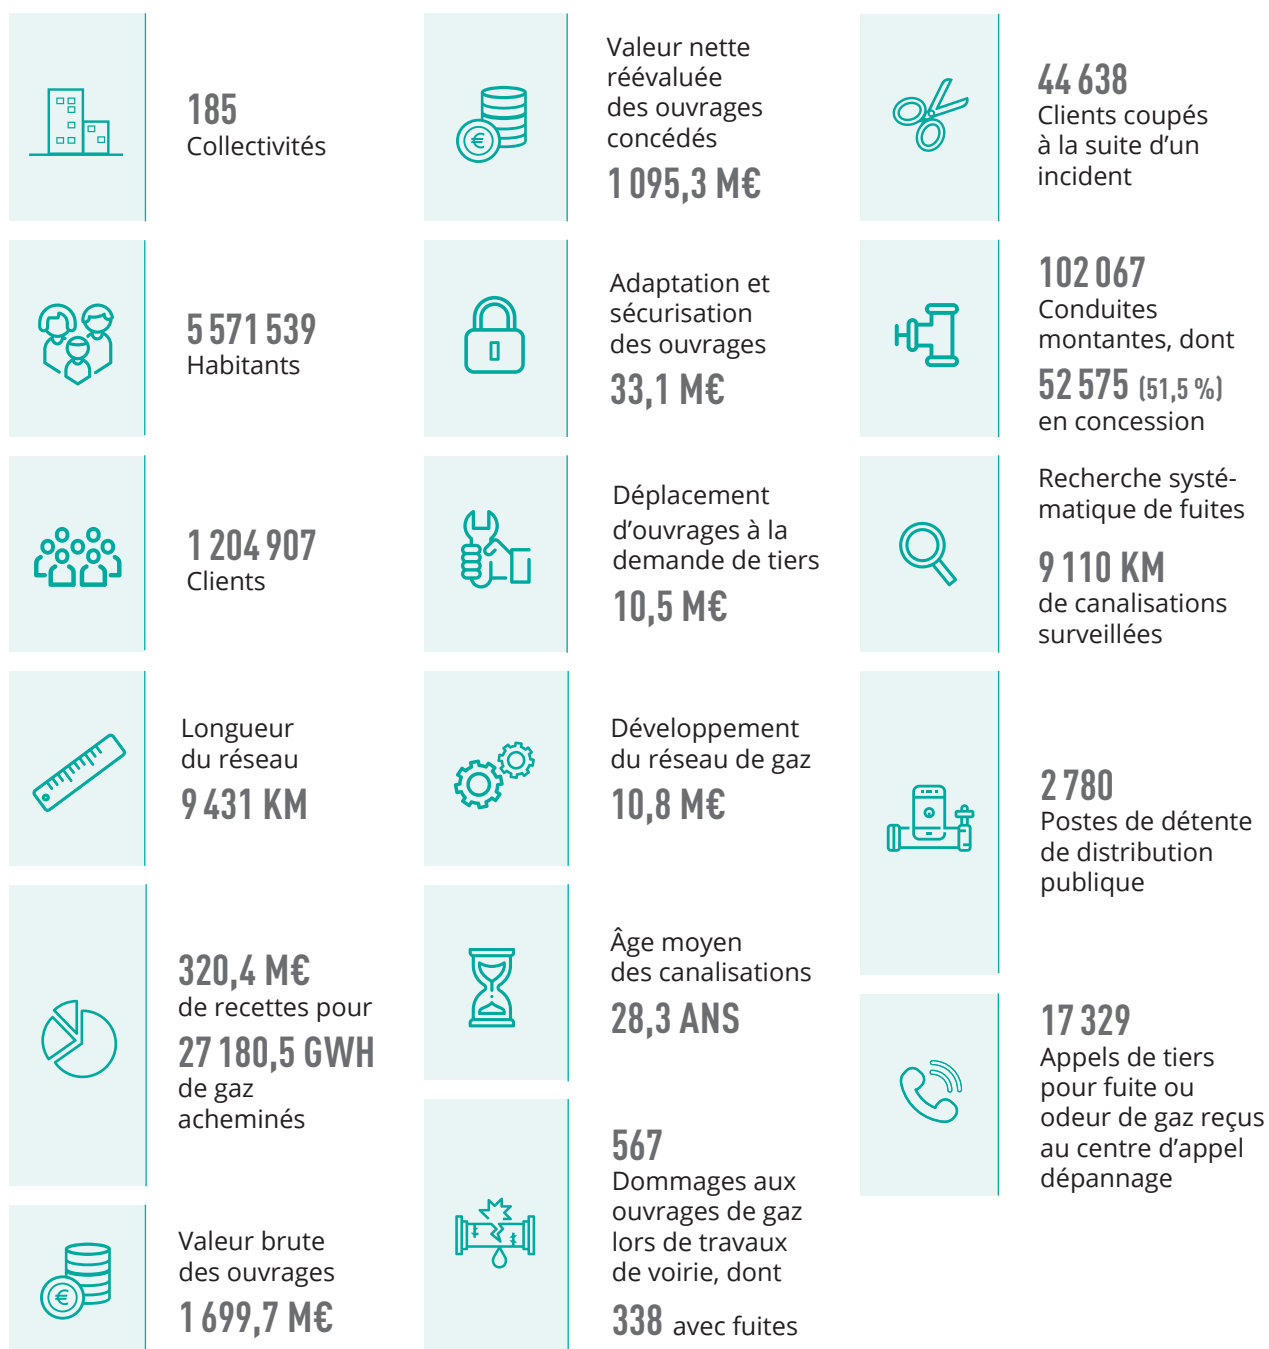 185
Collectivités
5 571 539
Habitants
1 204 907
Clients
Longueur
du réseau
9 431 KM
320,4 M€
de recettes pour
27 180,5 GWH
de gaz
acheminés
Valeur brute
des ouvrages
1 699,7 M€
Valeur nette
réévaluée
des ouvrages
concédés
1 095,3 M€
Adaptation et
sécurisation
des ouvrages
33,1 M€
Déplacement
d’ouvrages à la
demande de tiers
10,5 M€
Développement
du réseau de gaz
10,8 M€
Âge moyen
des canalisations
28,3 ANS
567
Dommages aux
ouvrages de gaz
lors de travaux
de voirie, dont
338 avec fuites
44 638
Clients coupés
à la suite d’un
incident
102 067
Conduites
montantes, dont
52 575 (51,5 %)
en concession
Recherche systé-
matique de fuites
9 110 KM
de canalisations
surveillées
2 780
Postes de détente
de distribution
publique
17 329
Appels de tiers
pour fuite ou
odeur de gaz reçus
au centre d’appel
dépannage